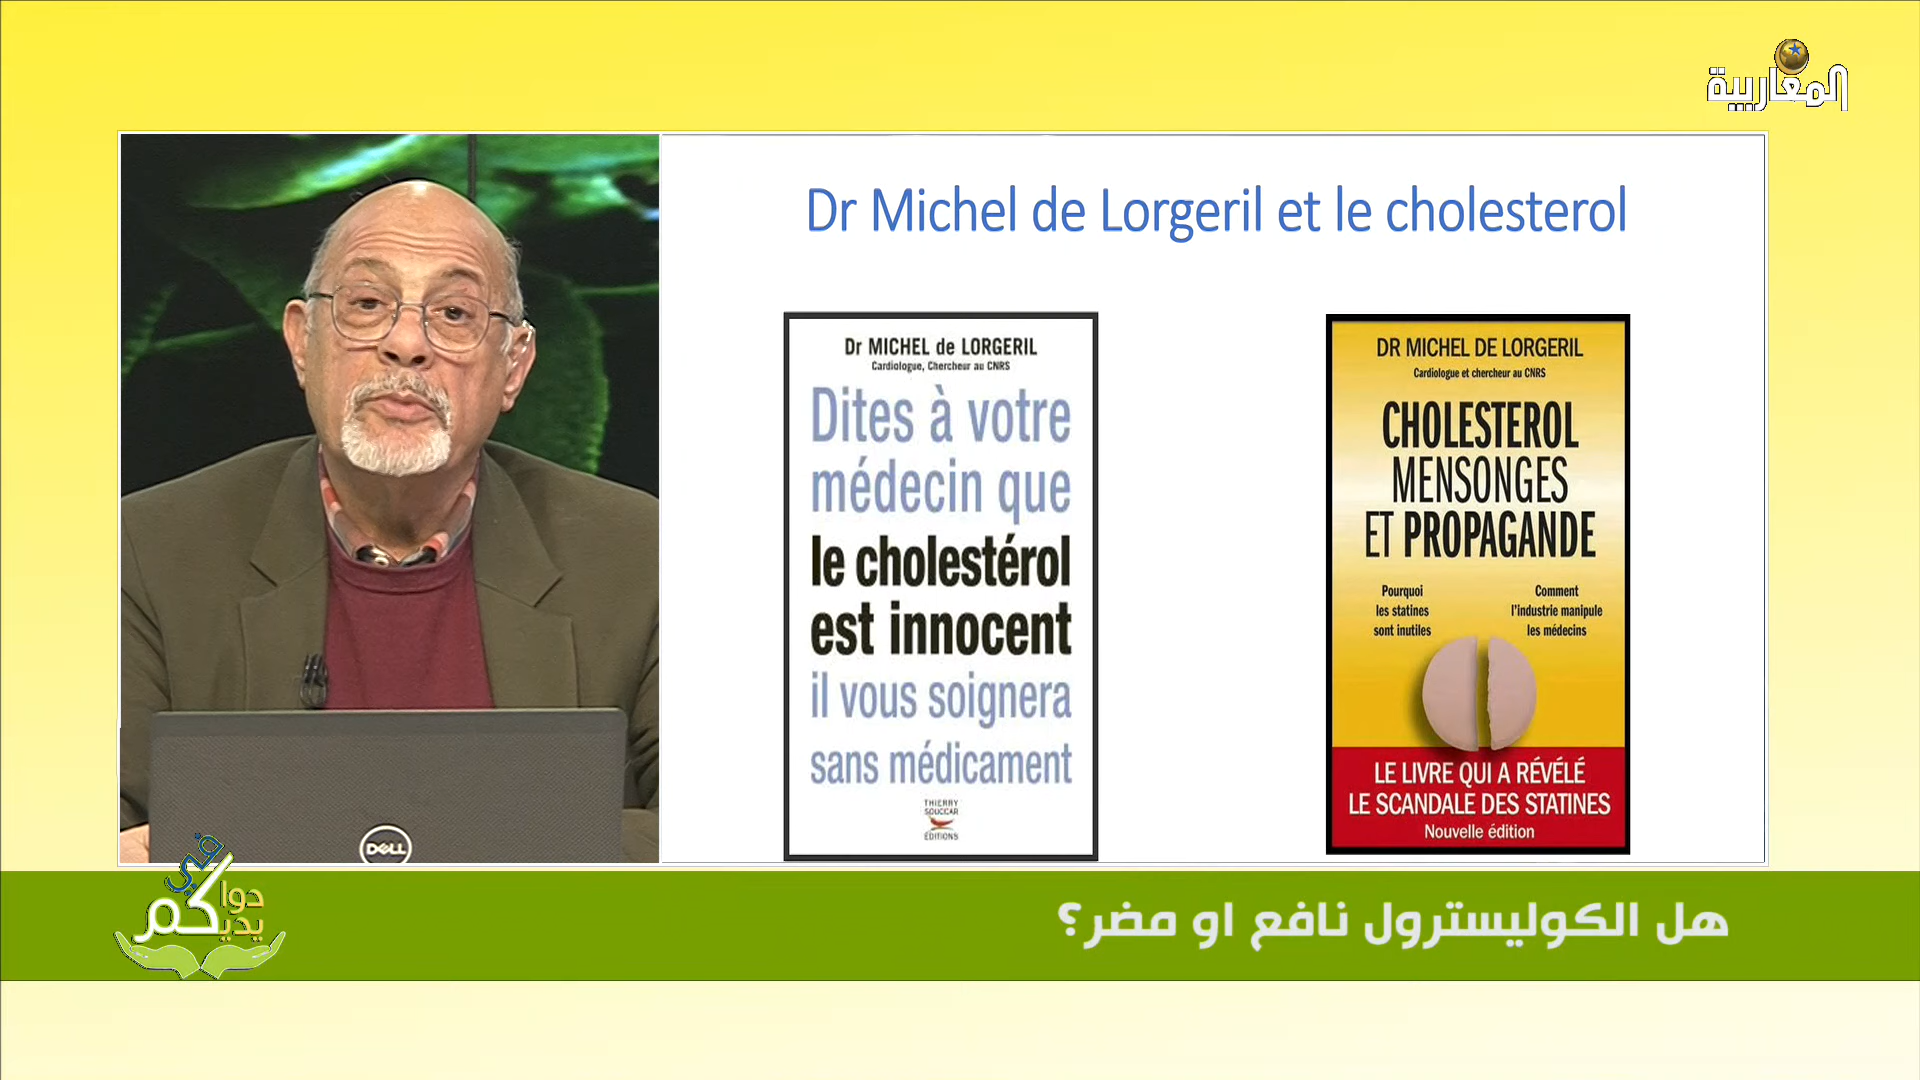 المغاربية
Dr Michel de Lorgeril et le cholesterol
Dr MICHEL de LORGERIL
Cardiologue, Chercheur au CNRS
Dites à votre
médecin que
le cholestérol
est innocent
il vous soignera
sans médicament
THIERRY
SOUCCAR
ÉDITIONS
DR MICHEL DE LORGERIL
Cardiologue et chercheur au CNRS
CHOLESTEROL
MENSONGES
ET PROPAGANDE
Pourquoi
les statines
sont inutiles
Comment
l'industrie manipule
les médecins
LE LIVRE QUI A RÉVÉLÉ
LE SCANDALE DES STATINES
Nouvelle édition
DELL
دوا في
يديكم
هل الكوليسترول نافع او مضر؟